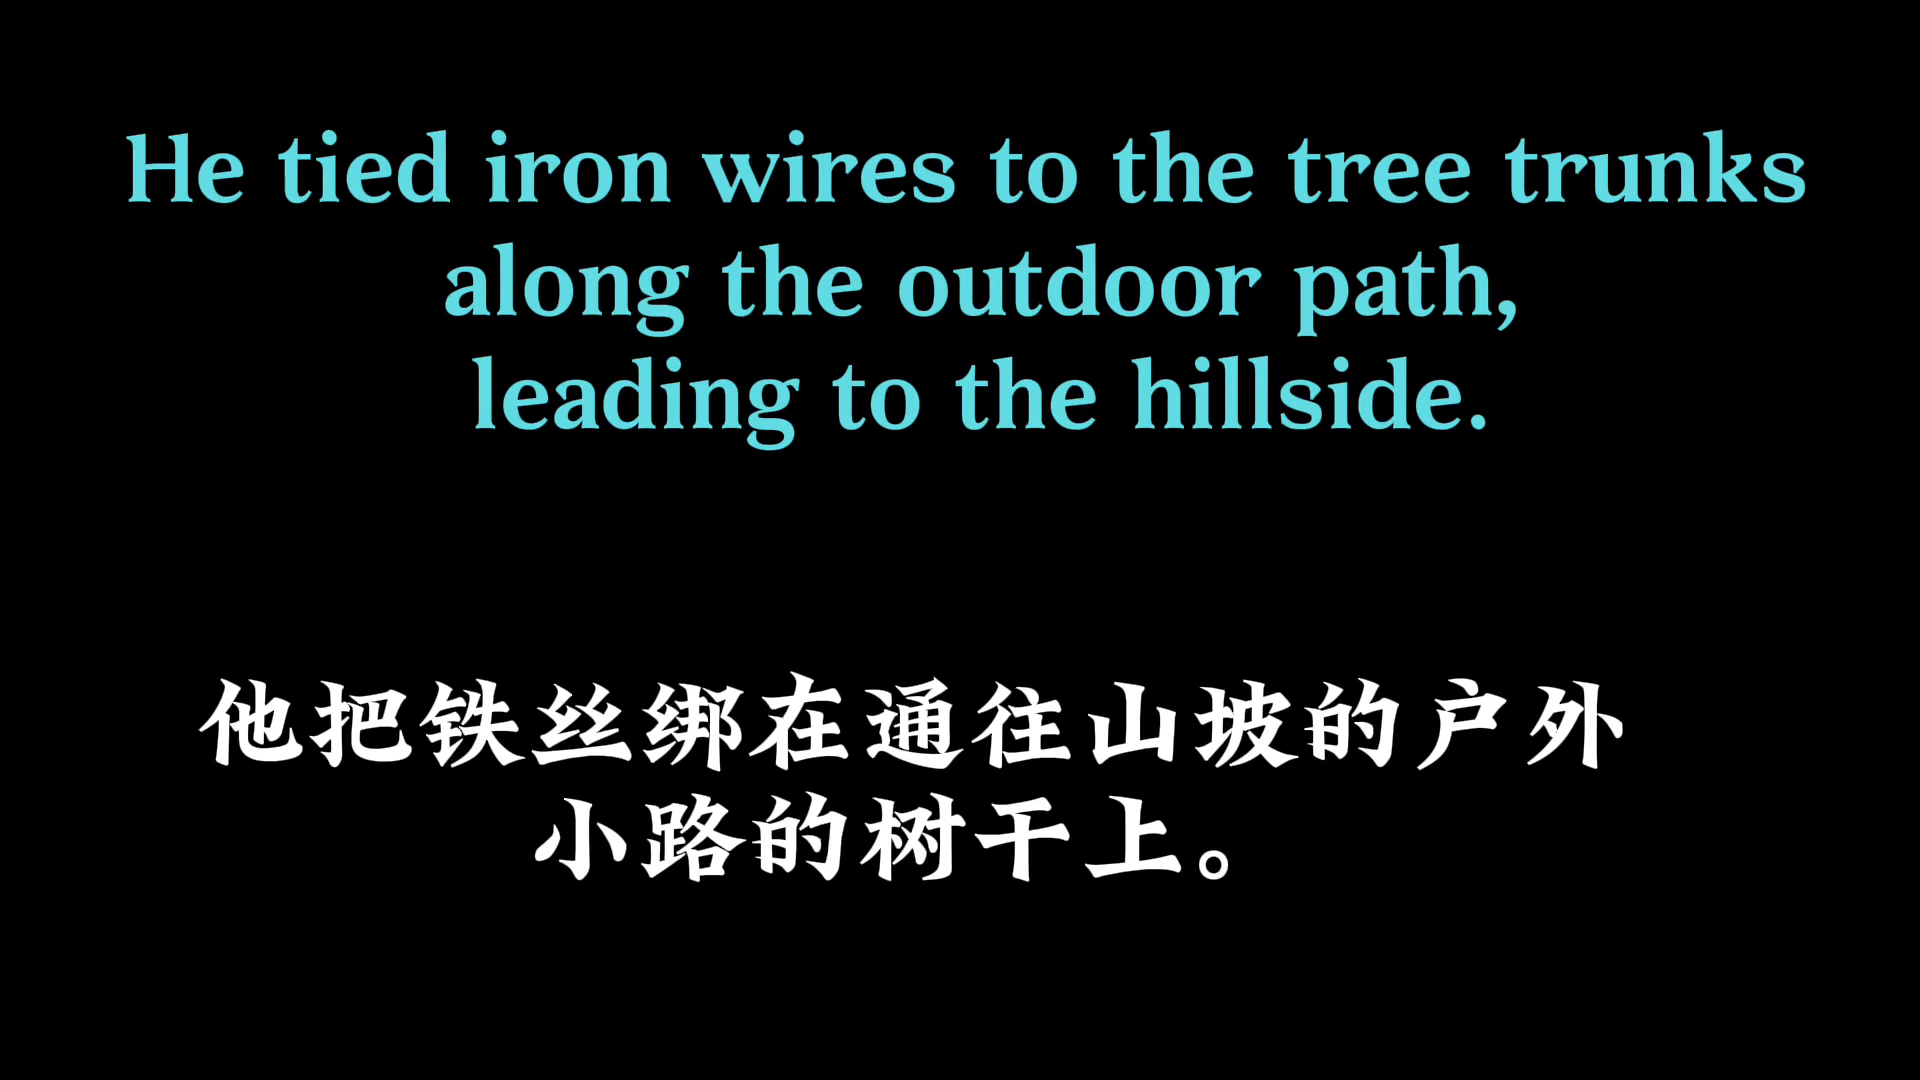 He tied iron wires to the tree trunks
along the outdoor path,
leading to the hillside.
他把铁丝绑在通往山坡的户外
小路的树干上。